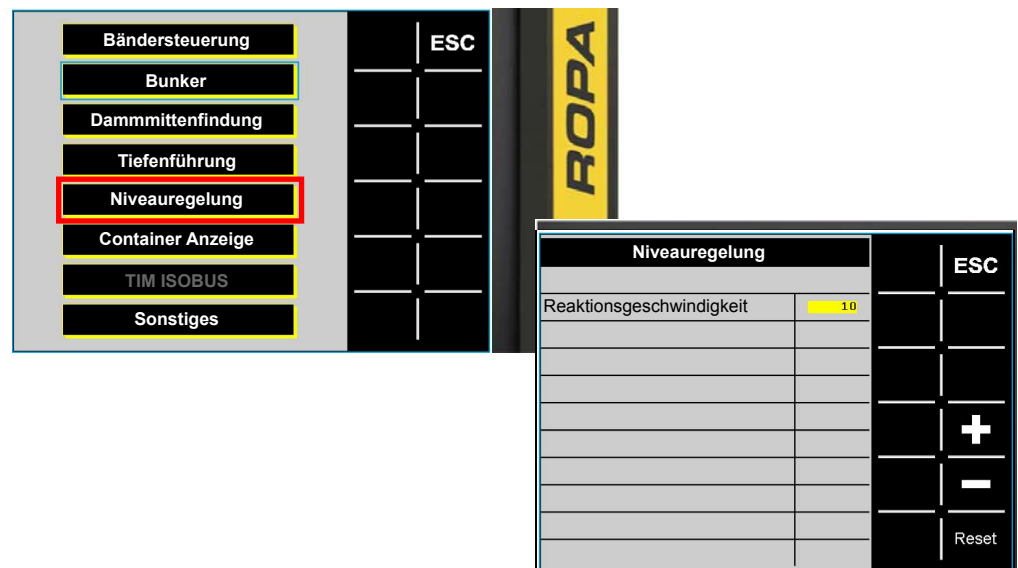 Bändersteuerung
ESC
Bunker
Dammmittenfindung
Tiefenführung
Niveauregelung
Container Anzeige
TIM ISOBUS
Sonstiges
ROPA
Niveauregelung
ESC
Reaktionsgeschwindigkeit 10
+
−
Reset